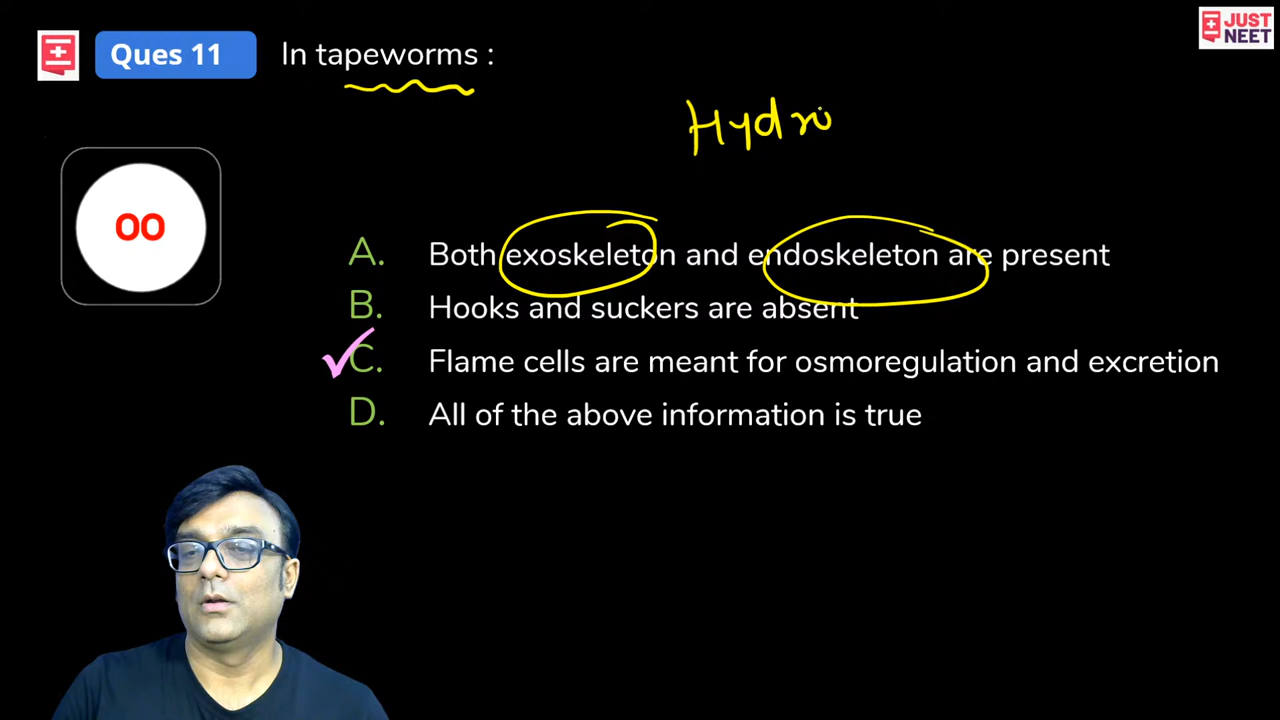 Ques 11 In tapeworms :
JUST
NEET
Hydro
00
A. Both exoskeleton and endoskeleton are present
B. Hooks and suckers are absent
C. Flame cells are meant for osmoregulation and excretion
D. All of the above information is true